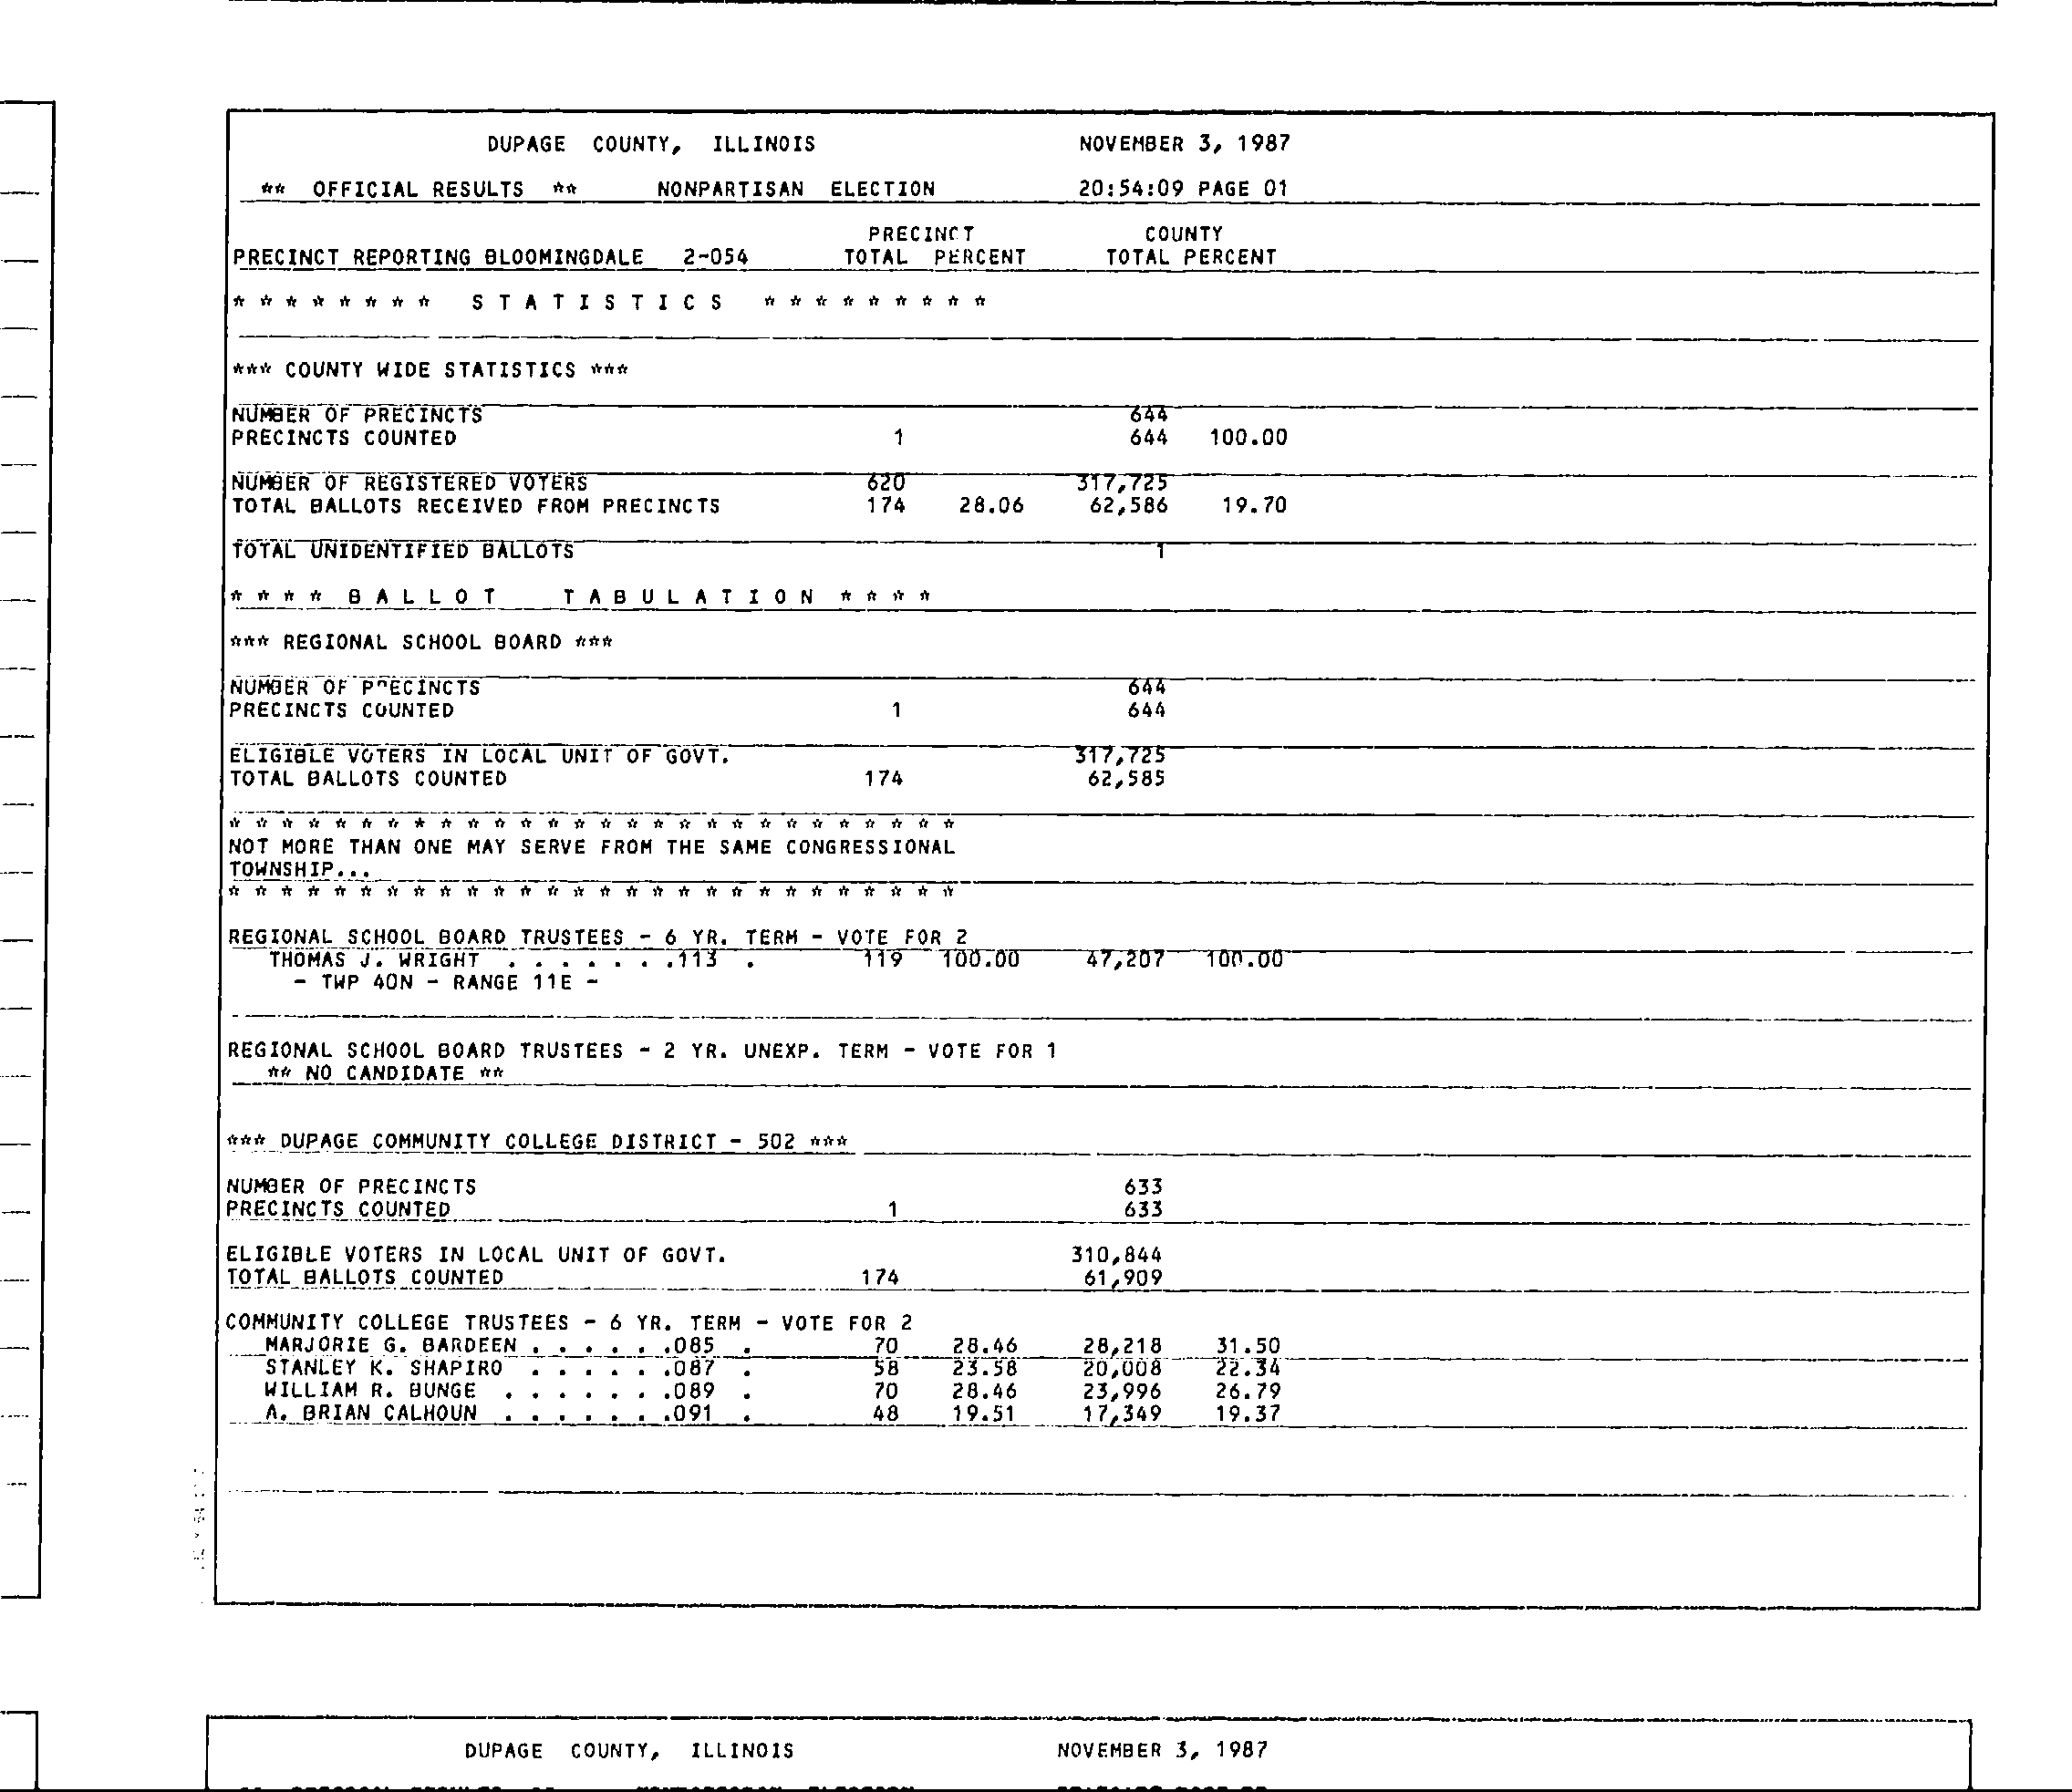 DUPAGE COUNTY, ILLINOIS NOVEMBER 3, 1987
** OFFICIAL RESULTS ** NONPARTISAN ELECTION 20:54:09 PAGE 01
PRECINCT COUNTY
PRECINCT REPORTING BLOOMINGDALE 2-054 TOTAL PERCENT TOTAL PERCENT
* * * * * * * * S T A T I S T I C S * * * * * * * * *
*** COUNTY WIDE STATISTICS ***
NUMBER OF PRECINCTS 644
PRECINCTS COUNTED 1 644 100.00
NUMBER OF REGISTERED VOTERS 620 317,725
TOTAL BALLOTS RECEIVED FROM PRECINCTS 174 28.06 62,586 19.70
TOTAL UNIDENTIFIED BALLOTS 1
* * * * B A L L O T T A B U L A T I O N * * * *
*** REGIONAL SCHOOL BOARD ***
NUMBER OF PRECINCTS 644
PRECINCTS COUNTED 1 644
ELIGIBLE VOTERS IN LOCAL UNIT OF GOVT. 317,725
TOTAL BALLOTS COUNTED 174 62,585
* * * * * * * * * * * * * * * * * * * * * * * * * * * *
NOT MORE THAN ONE MAY SERVE FROM THE SAME CONGRESSIONAL
TOWNSHIP...
* * * * * * * * * * * * * * * * * * * * * * * * * * * *
REGIONAL SCHOOL BOARD TRUSTEES - 6 YR. TERM - VOTE FOR 2
THOMAS J. WRIGHT . . . . . . .113 . 119 100.00 47,207 100.00
- TWP 40N - RANGE 11E -
REGIONAL SCHOOL BOARD TRUSTEES - 2 YR. UNEXP. TERM - VOTE FOR 1
** NO CANDIDATE **
*** DUPAGE COMMUNITY COLLEGE DISTRICT - 502 ***
NUMBER OF PRECINCTS 633
PRECINCTS COUNTED 1 633
ELIGIBLE VOTERS IN LOCAL UNIT OF GOVT. 310,844
TOTAL BALLOTS COUNTED 174 61,909
COMMUNITY COLLEGE TRUSTEES - 6 YR. TERM - VOTE FOR 2
MARJORIE G. BARDEEN . . . . . .085 . 70 28.46 28,218 31.50
STANLEY K. SHAPIRO . . . . . .087 . 58 23.58 20,008 22.34
WILLIAM R. BUNGE . . . . . . .089 . 70 28.46 23,996 26.79
A. BRIAN CALHOUN . . . . . . .091 . 48 19.51 17,349 19.37
DUPAGE COUNTY, ILLINOIS NOVEMBER 3, 1987